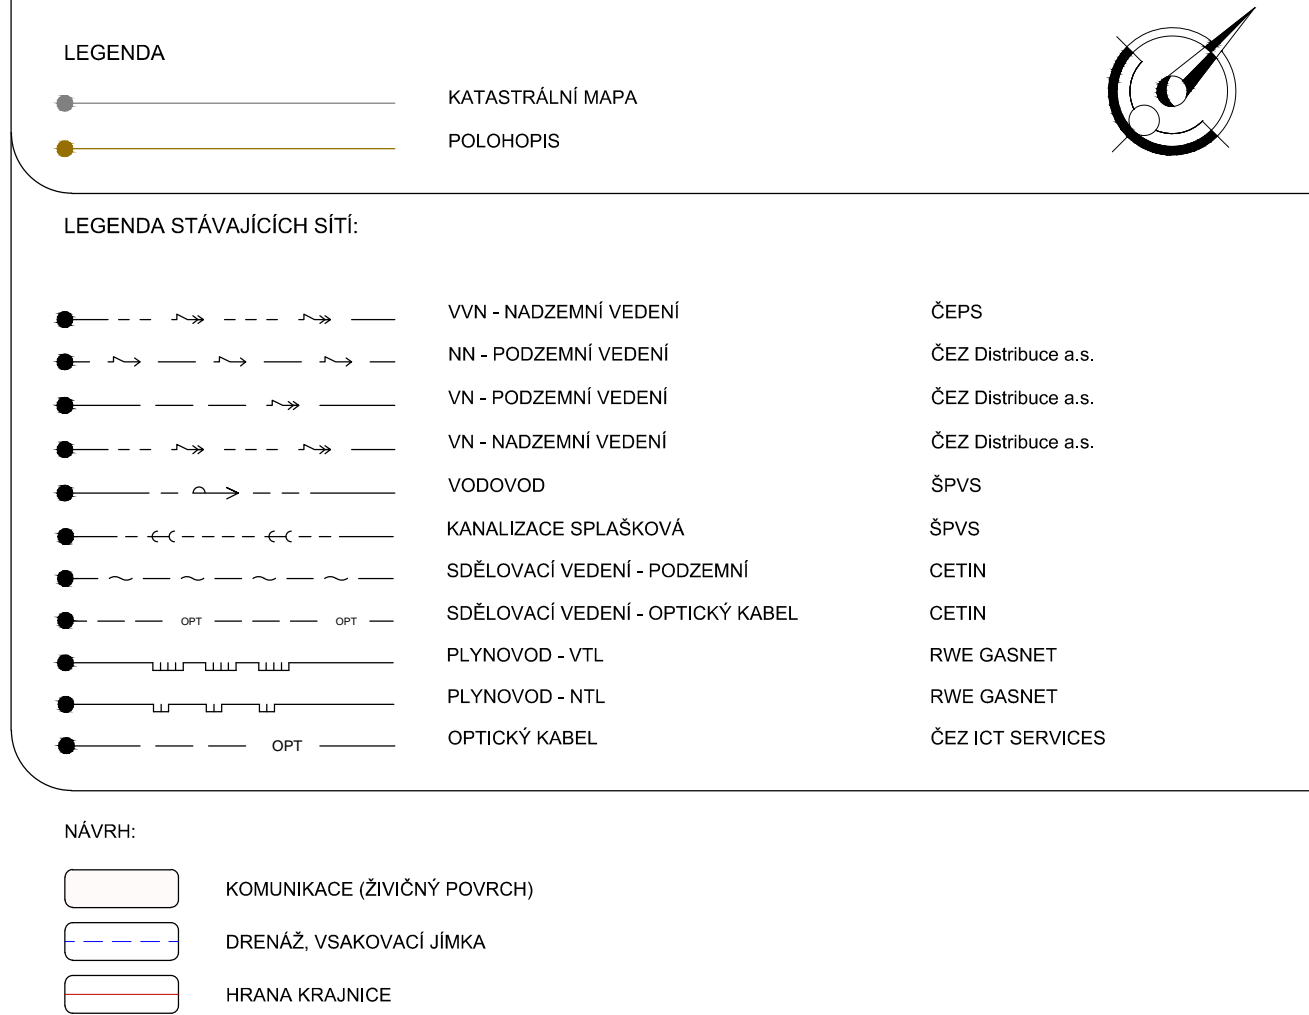 LEGENDA
KATASTRÁLNÍ MAPA
POLOHOPIS
LEGENDA STÁVAJÍCÍCH SÍTÍ:
VVN - NADZEMNÍ VEDENÍ ČEPS
NN - PODZEMNÍ VEDENÍ ČEZ Distribuce a.s.
VN - PODZEMNÍ VEDENÍ ČEZ Distribuce a.s.
VN - NADZEMNÍ VEDENÍ ČEZ Distribuce a.s.
VODOVOD ŠPVS
KANALIZACE SPLAŠKOVÁ ŠPVS
SDĚLOVACÍ VEDENÍ - PODZEMNÍ CETIN
OPT OPT SDĚLOVACÍ VEDENÍ - OPTICKÝ KABEL CETIN
PLYNOVOD - VTL RWE GASNET
PLYNOVOD - NTL RWE GASNET
OPT OPTICKÝ KABEL ČEZ ICT SERVICES
NÁVRH:
KOMUNIKACE (ŽIVIČNÝ POVRCH)
DRENÁŽ, VSAKOVACÍ JÍMKA
HRANA KRAJNICE